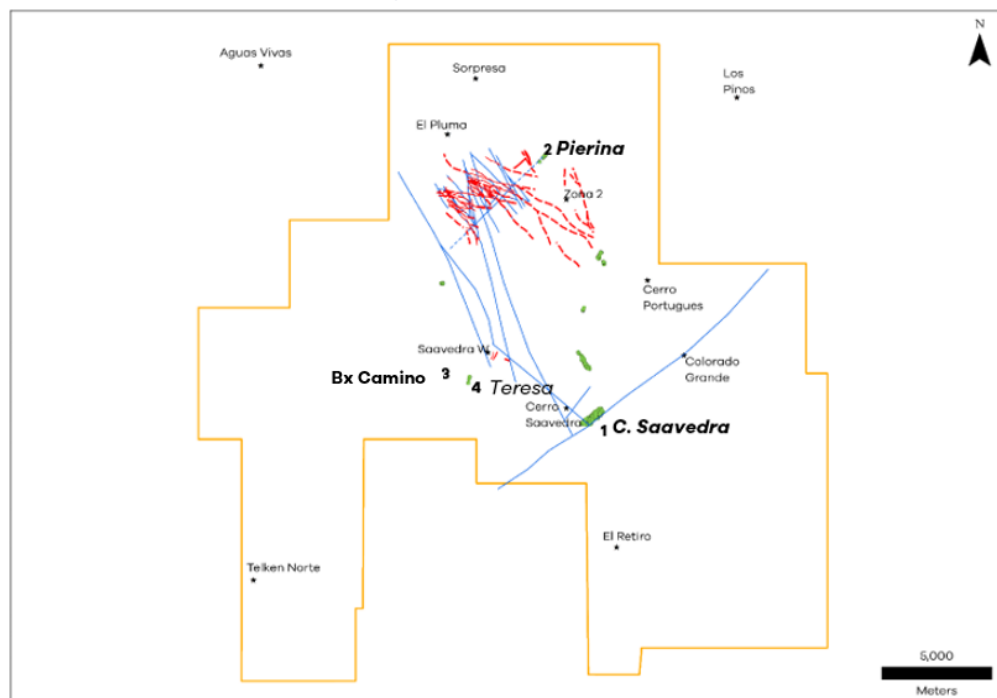 N
Aguas Vivas
Sorpresa
Los
Pinos
El Pluma
2 Pierina
Zona 2
Cerro
Portugues
Saavedra W
Colorado
Grande
Bx Camino 3
4 Teresa
Cerro
Saavedra
1 C. Saavedra
El Retiro
Telken Norte
5,000
Meters